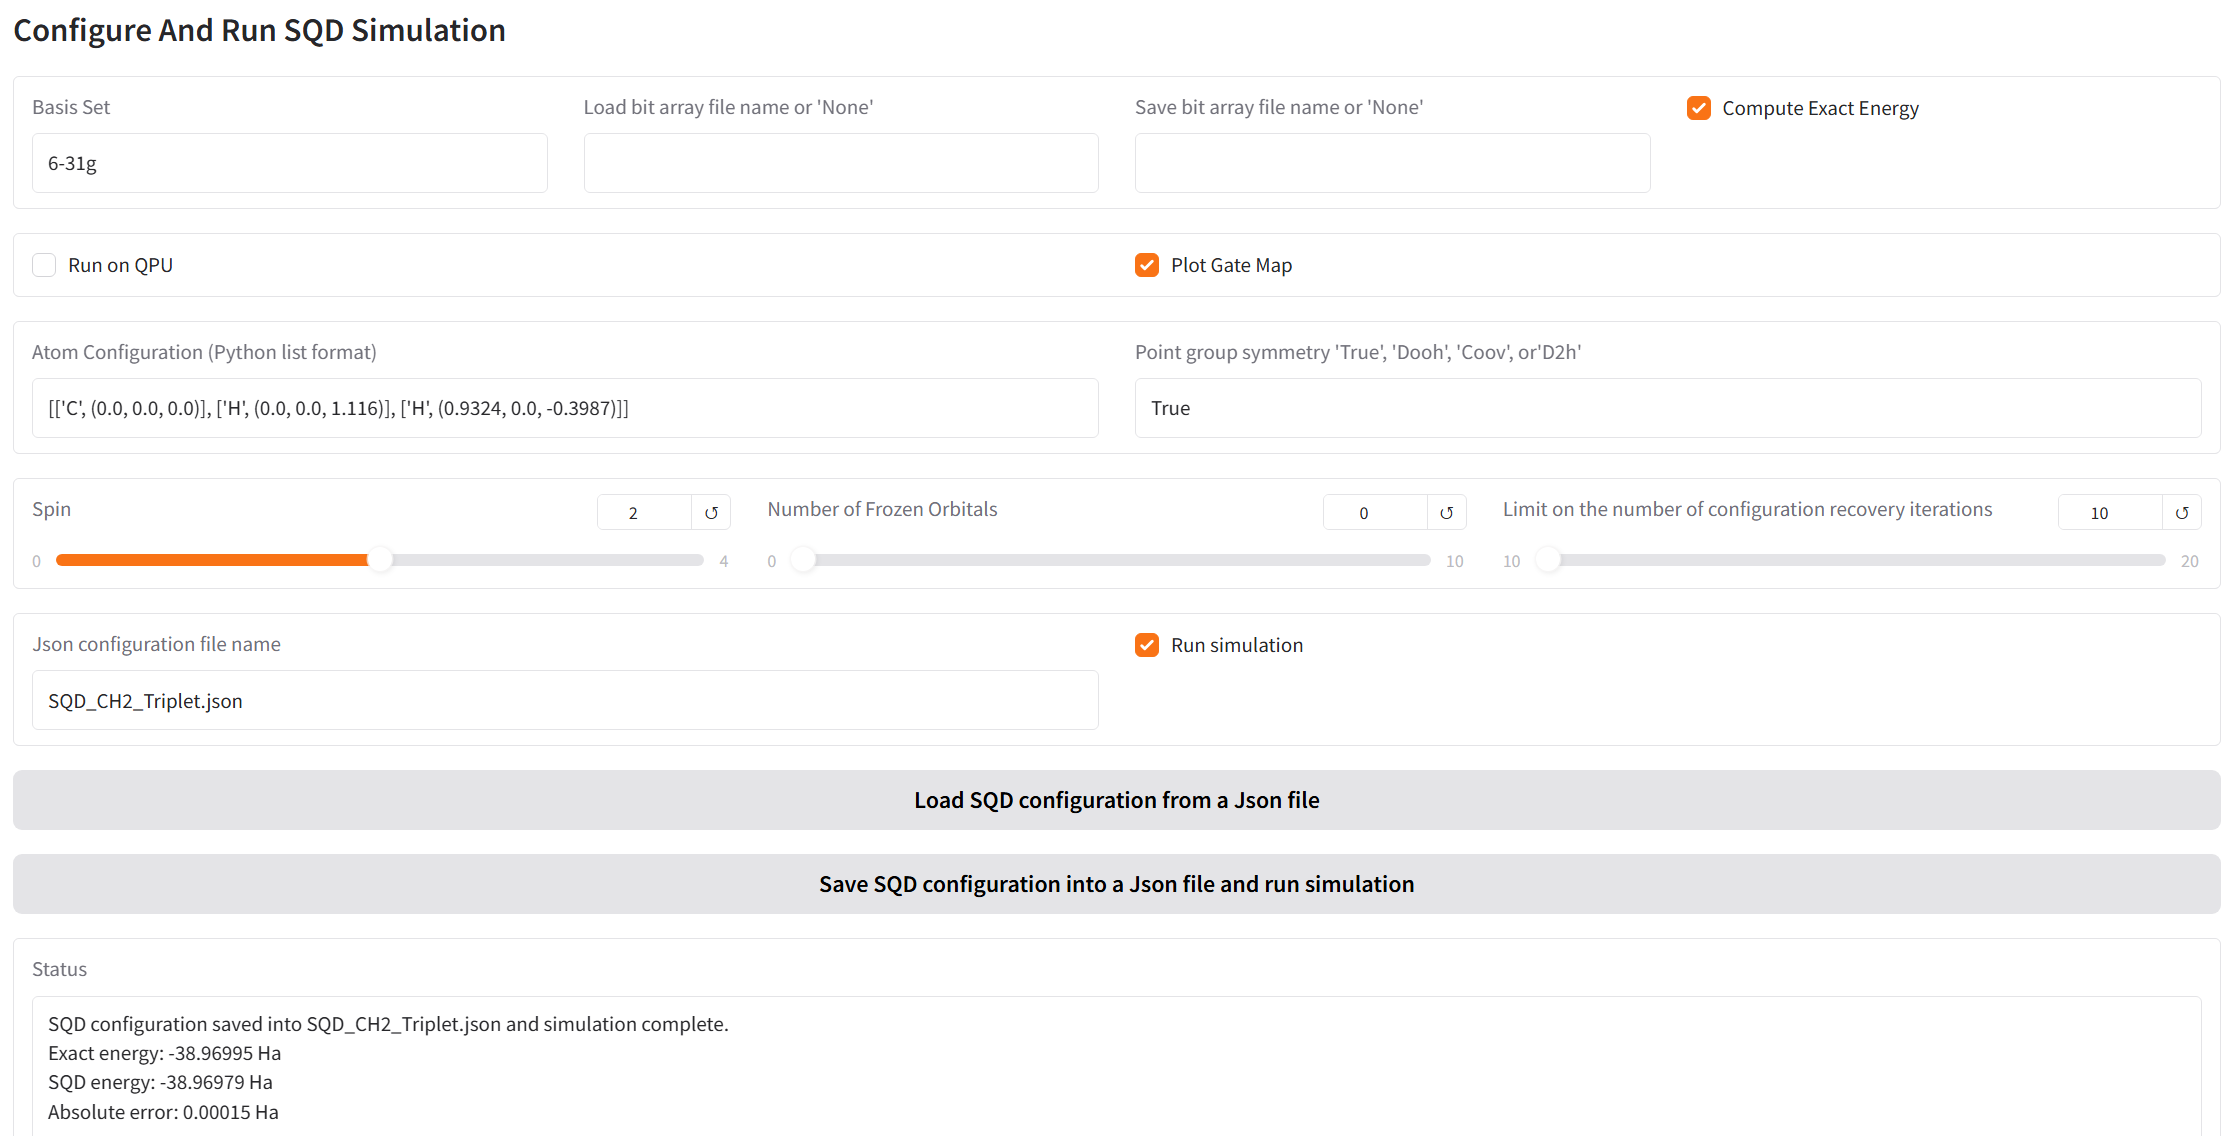 Configure And Run SQD Simulation
Basis Set
Load bit array file name or 'None'
Save bit array file name or 'None'
Compute Exact Energy
6-31g
Run on QPU
Plot Gate Map
Atom Configuration (Python list format)
Point group symmetry 'True', 'Dooh', 'Coov', or'D2h'
[['C', (0.0, 0.0, 0.0)], ['H', (0.0, 0.0, 1.116)], ['H', (0.9324, 0.0, -0.3987)]]
True
Spin
2
Number of Frozen Orbitals
0
Limit on the number of configuration recovery iterations
10
0
4
0
10
10
20
Json configuration file name
Run simulation
SQD_CH2_Triplet.json
Load SQD configuration from a Json file
Save SQD configuration into a Json file and run simulation
Status
SQD configuration saved into SQD_CH2_Triplet.json and simulation complete.
Exact energy: -38.96995 Ha
SQD energy: -38.96979 Ha
Absolute error: 0.00015 Ha